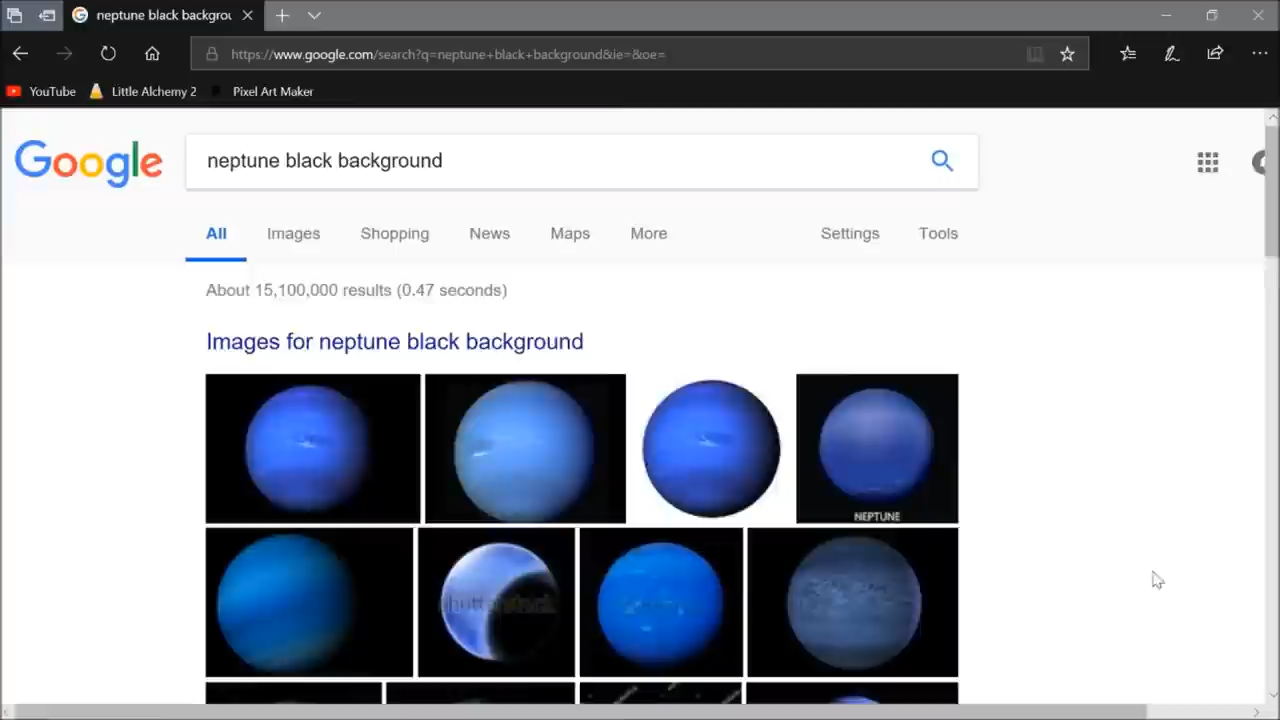 neptune black backgrou
https://www.google.com/search?q=neptune+black+background&ie=&oe=
YouTube Little Alchemy 2 Pixel Art Maker
Google neptune black background
All Images Shopping News Maps More Settings Tools
About 15,100,000 results (0.47 seconds)
Images for neptune black background
NEPTUNE
shutterstock